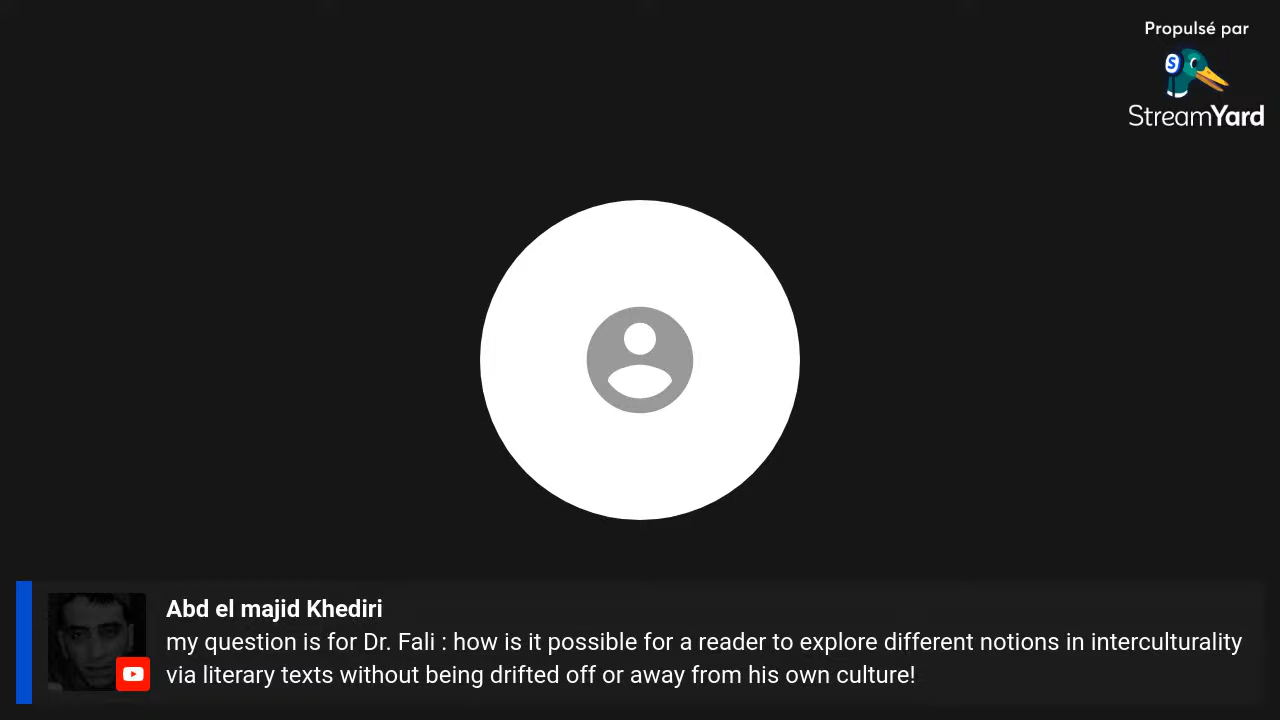 Propulsé par
S
StreamYard
Abd el majid Khediri
my question is for Dr. Fali : how is it possible for a reader to explore different notions in interculturality
via literary texts without being drifted off or away from his own culture!